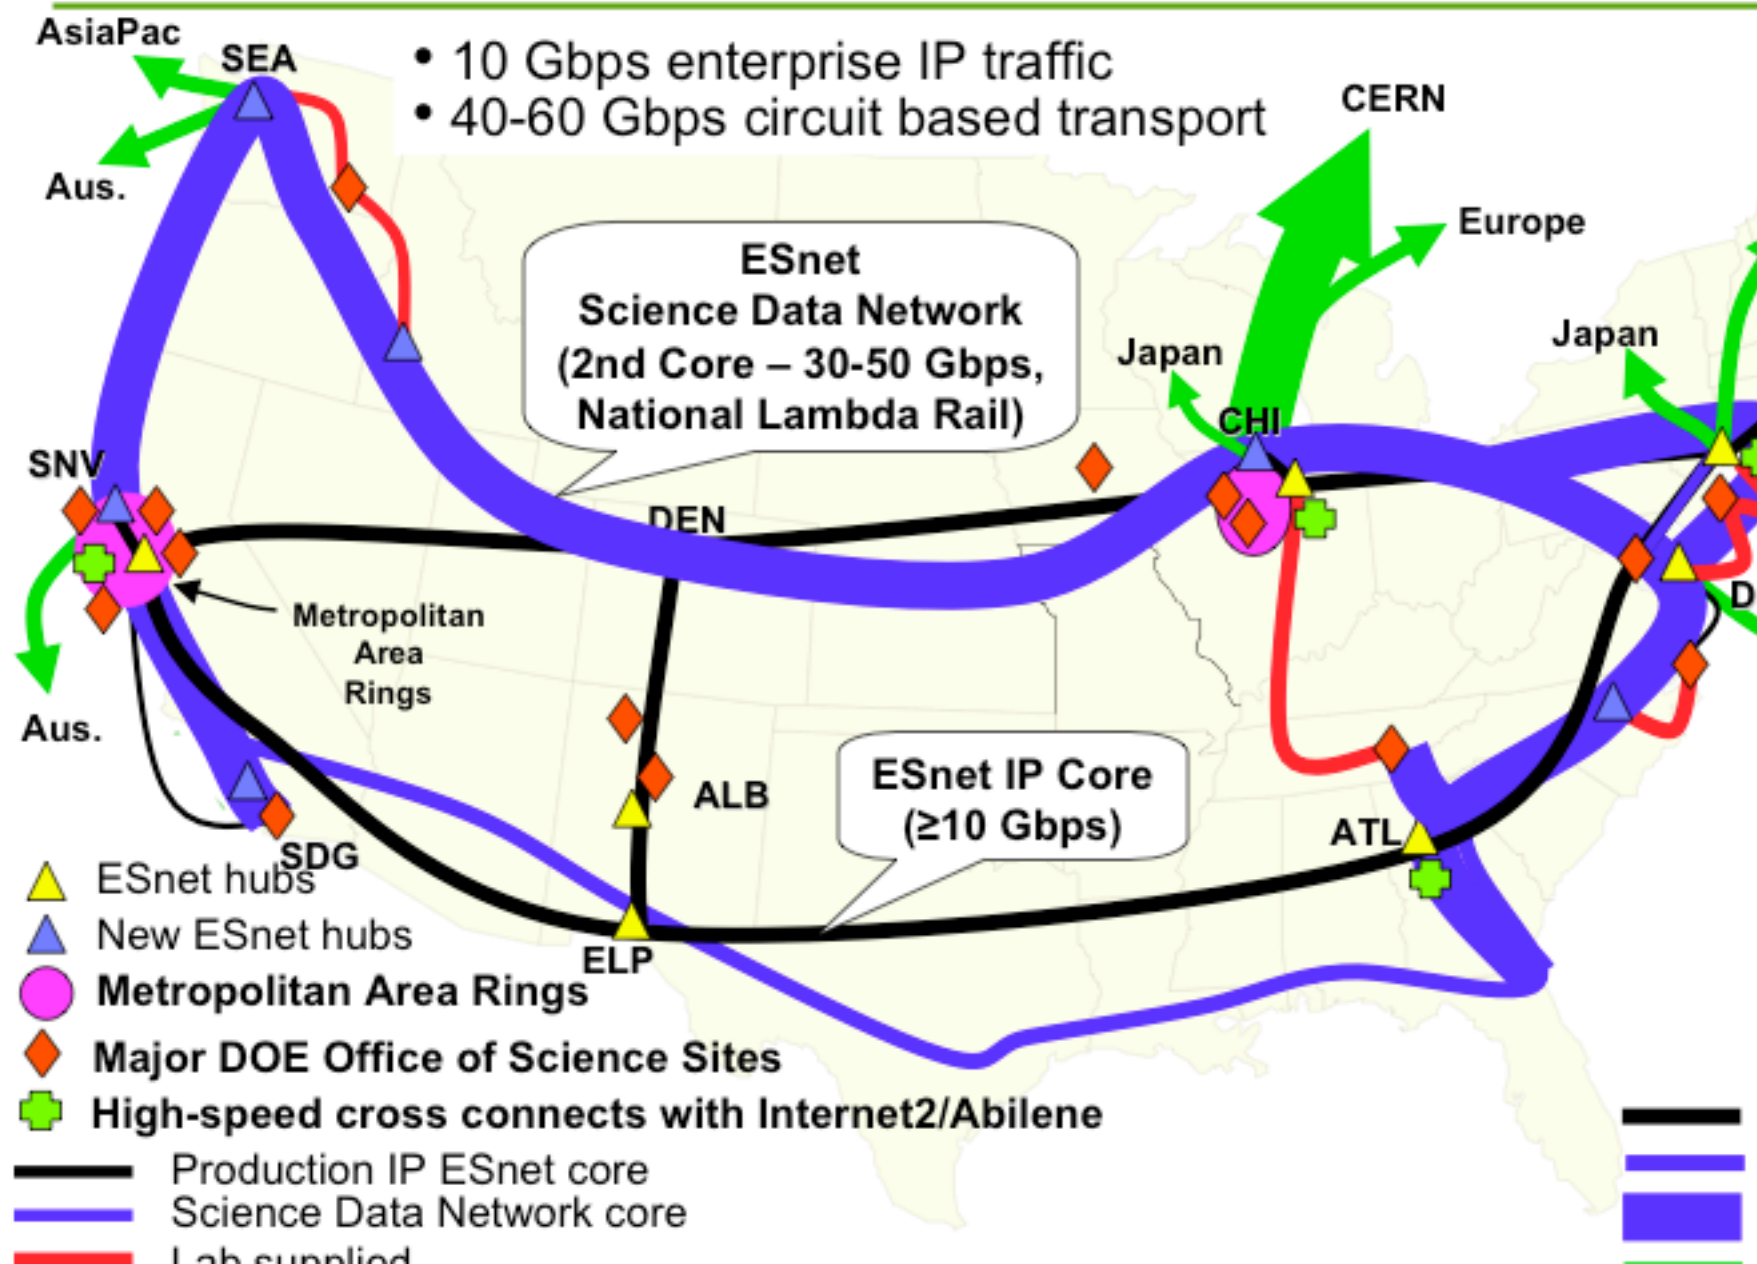 AsiaPac
SEA
• 10 Gbps enterprise IP traffic
• 40-60 Gbps circuit based transport
CERN
Aus.
Europe
ESnet
Science Data Network
(2nd Core – 30-50 Gbps,
National Lambda Rail)
Japan
Japan
CHI
SNV
DEN
Metropolitan
Area
Rings
D
Aus.
ESnet IP Core
(≥10 Gbps)
ALB
ATL
SDG
ELP
ESnet hubs
New ESnet hubs
Metropolitan Area Rings
Major DOE Office of Science Sites
High-speed cross connects with Internet2/Abilene
Production IP ESnet core
Science Data Network core
Lab supplied